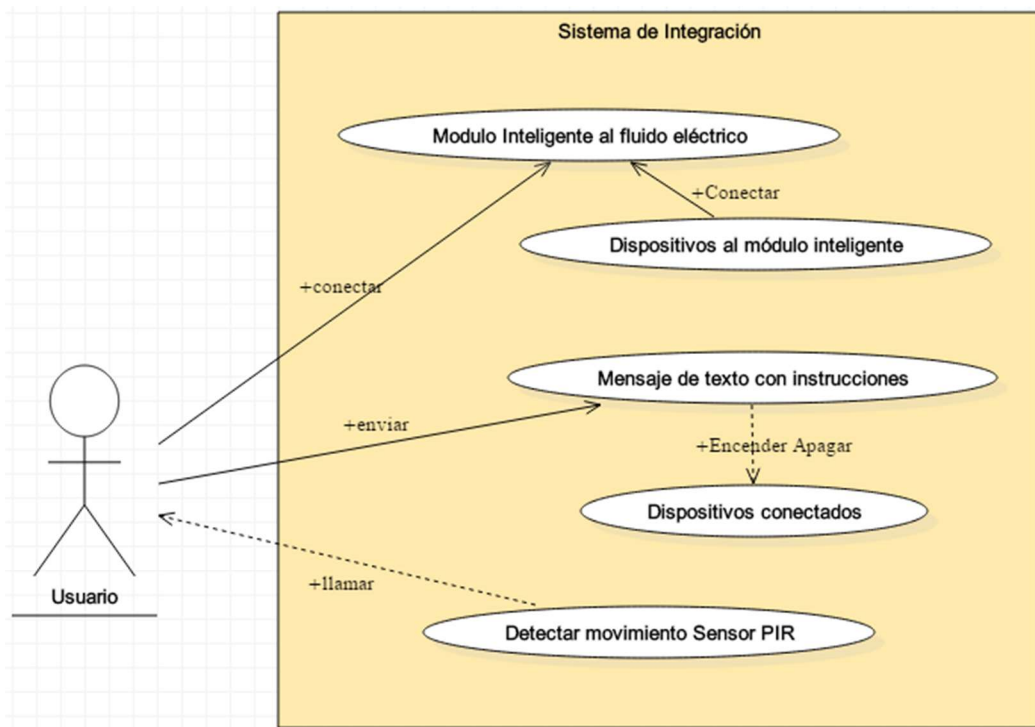 Sistema de Integración
Modulo Inteligente al fluido eléctrico
+Conectar
Dispositivos al módulo inteligente
+conectar
Mensaje de texto con instrucciones
+enviar
+Encender Apagar
Dispositivos conectados
+llamar
Usuario
Detectar movimiento Sensor PIR